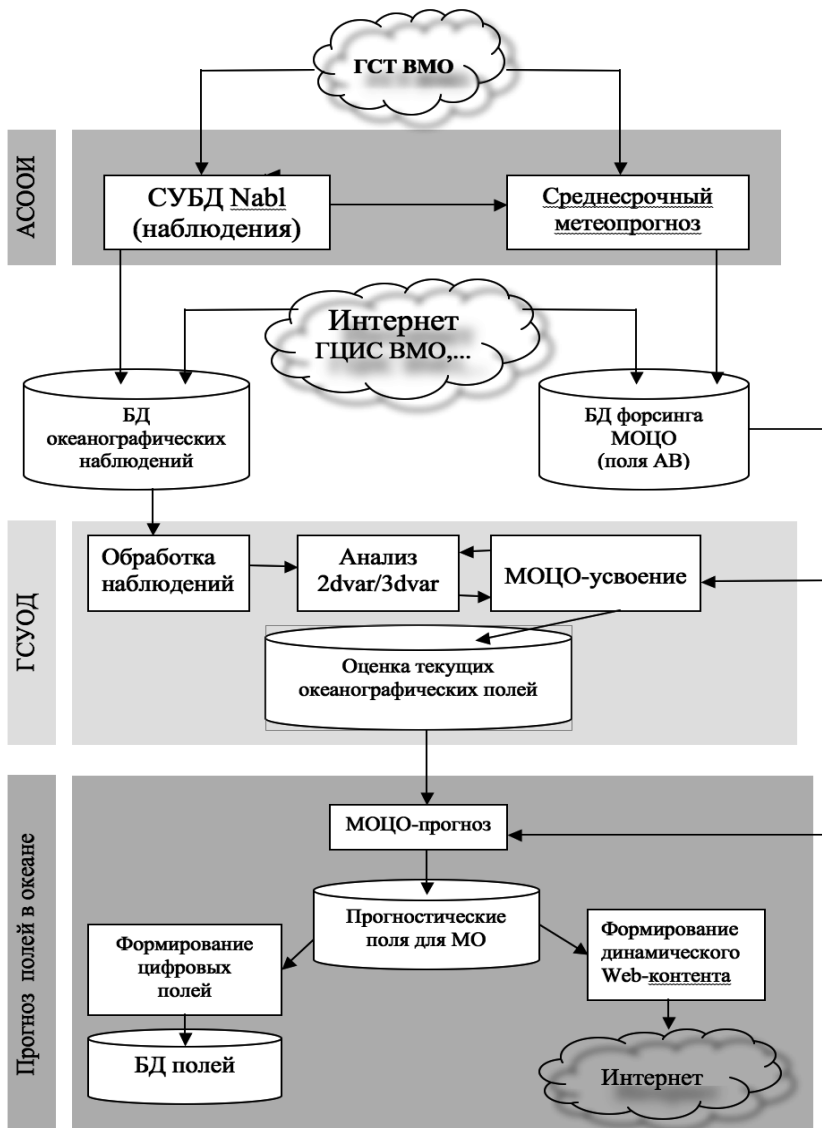 ГСТ ВМО
АСООИ
СУБД Nabl
(наблюдения)
Среднесрочный
метеопрогноз
Интернет
ГЦИС ВМО,...
БД
океанографических
наблюдений
БД форсинга
МОЦО
(поля АВ)
ГСУОД
Обработка
наблюдений
Анализ
2dvar/3dvar
МОЦО-усвоение
Оценка текущих
океанографических полей
Прогноз полей в океане
МОЦО-прогноз
Прогностические
поля для МО
Формирование
цифровых
полей
Формирование
динамического
Web-контента
БД полей
Интернет